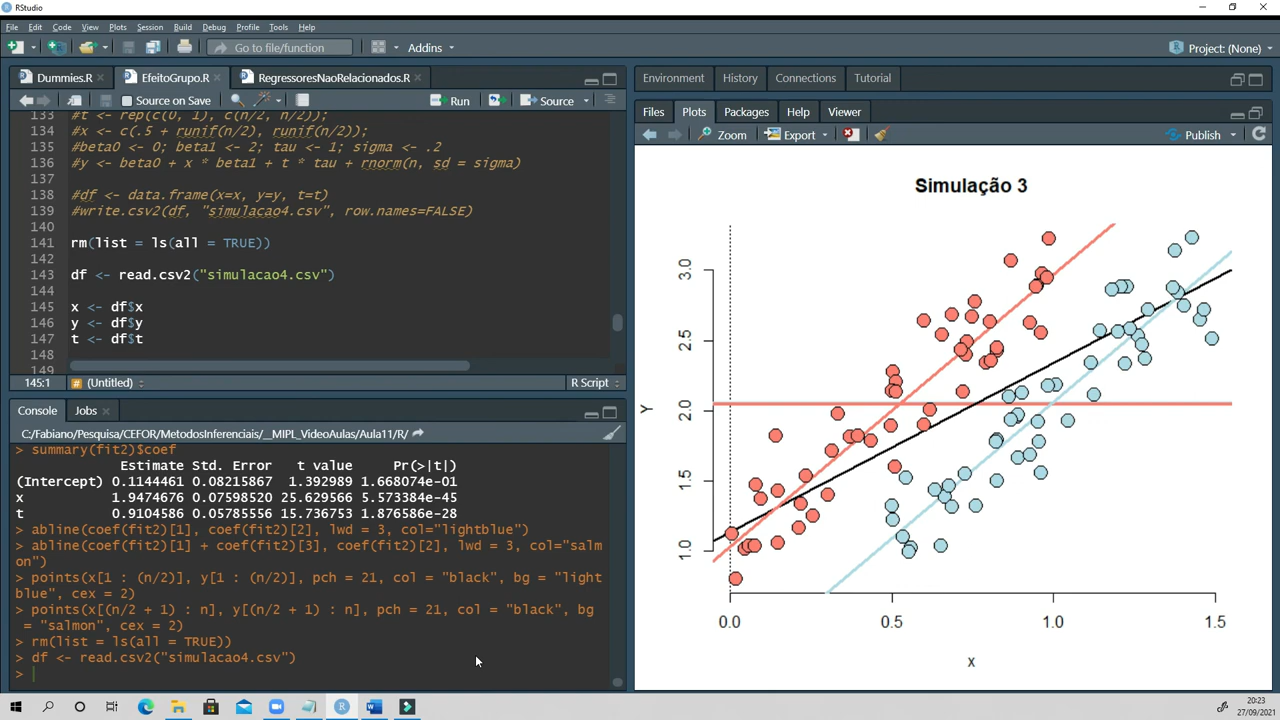 RStudio
File Edit Code View Plots Session Build Debug Profile Tools Help
Go to file/function Addins Project: (None)
Dummies.R EfeitoGrupo.R RegressoresNaoRelacionados.R
Source on Save Run Source
133 #t <- rep(c(0, 1), c(n/2, n/2));
134 #x <- c(.5 + runif(n/2), runif(n/2));
135 #beta0 <- 0; beta1 <- 2; tau <- 1; sigma <- .2
136 #y <- beta0 + x * beta1 + t * tau + rnorm(n, sd = sigma)
137
138 #df <- data.frame(x=x, y=y, t=t)
139 #write.csv2(df, "simulacao4.csv", row.names=FALSE)
140
141 rm(list = ls(all = TRUE))
142
143 df <- read.csv2("simulacao4.csv")
144
145 x <- df$x
146 y <- df$y
147 t <- df$t
148
149
145:1 # (Untitled) R Script
Console Jobs
C:/Fabiano/Pesquisa/CEFOR/MetodosInferenciais/__MIPL_VideoAulas/Aula11/R/
> summary(fit2)$coef
Estimate Std. Error t value Pr(>|t|)
(Intercept) 0.1144461 0.08215867 1.392989 1.668074e-01
x 1.9474676 0.07598520 25.629566 5.573384e-45
t 0.9104586 0.05785556 15.736753 1.876586e-28
> abline(coef(fit2)[1], coef(fit2)[2], lwd = 3, col="lightblue")
> abline(coef(fit2)[1] + coef(fit2)[3], coef(fit2)[2], lwd = 3, col="salm
on")
> points(x[1 : (n/2)], y[1 : (n/2)], pch = 21, col = "black", bg = "light
blue", cex = 2)
> points(x[(n/2 + 1) : n], y[(n/2 + 1) : n], pch = 21, col = "black", bg
= "salmon", cex = 2)
> rm(list = ls(all = TRUE))
> df <- read.csv2("simulacao4.csv")
>
Environment History Connections Tutorial
Files Plots Packages Help Viewer
Zoom Export Publish
Simulação 3
3.0
2.5
2.0
1.5
1.0
Y
0.0 0.5 1.0 1.5
x
20:23
27/09/2021